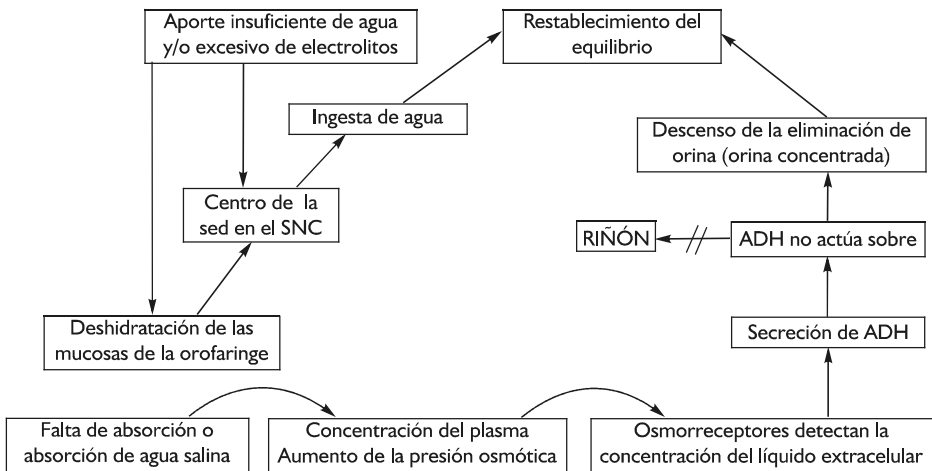 Aporte insuficiente de agua
y/o excesivo de electrolitos
Restablecimiento del
equilibrio
Ingesta de agua
Descenso de la eliminación de
orina (orina concentrada)
Centro de la
sed en el SNC
RIÑÓN
ADH no actúa sobre
Deshidratación de las
mucosas de la orofaringe
Secreción de ADH
Falta de absorción o
absorción de agua salina
Concentración del plasma
Aumento de la presión osmótica
Osmorreceptores detectan la
concentración del líquido extracelular